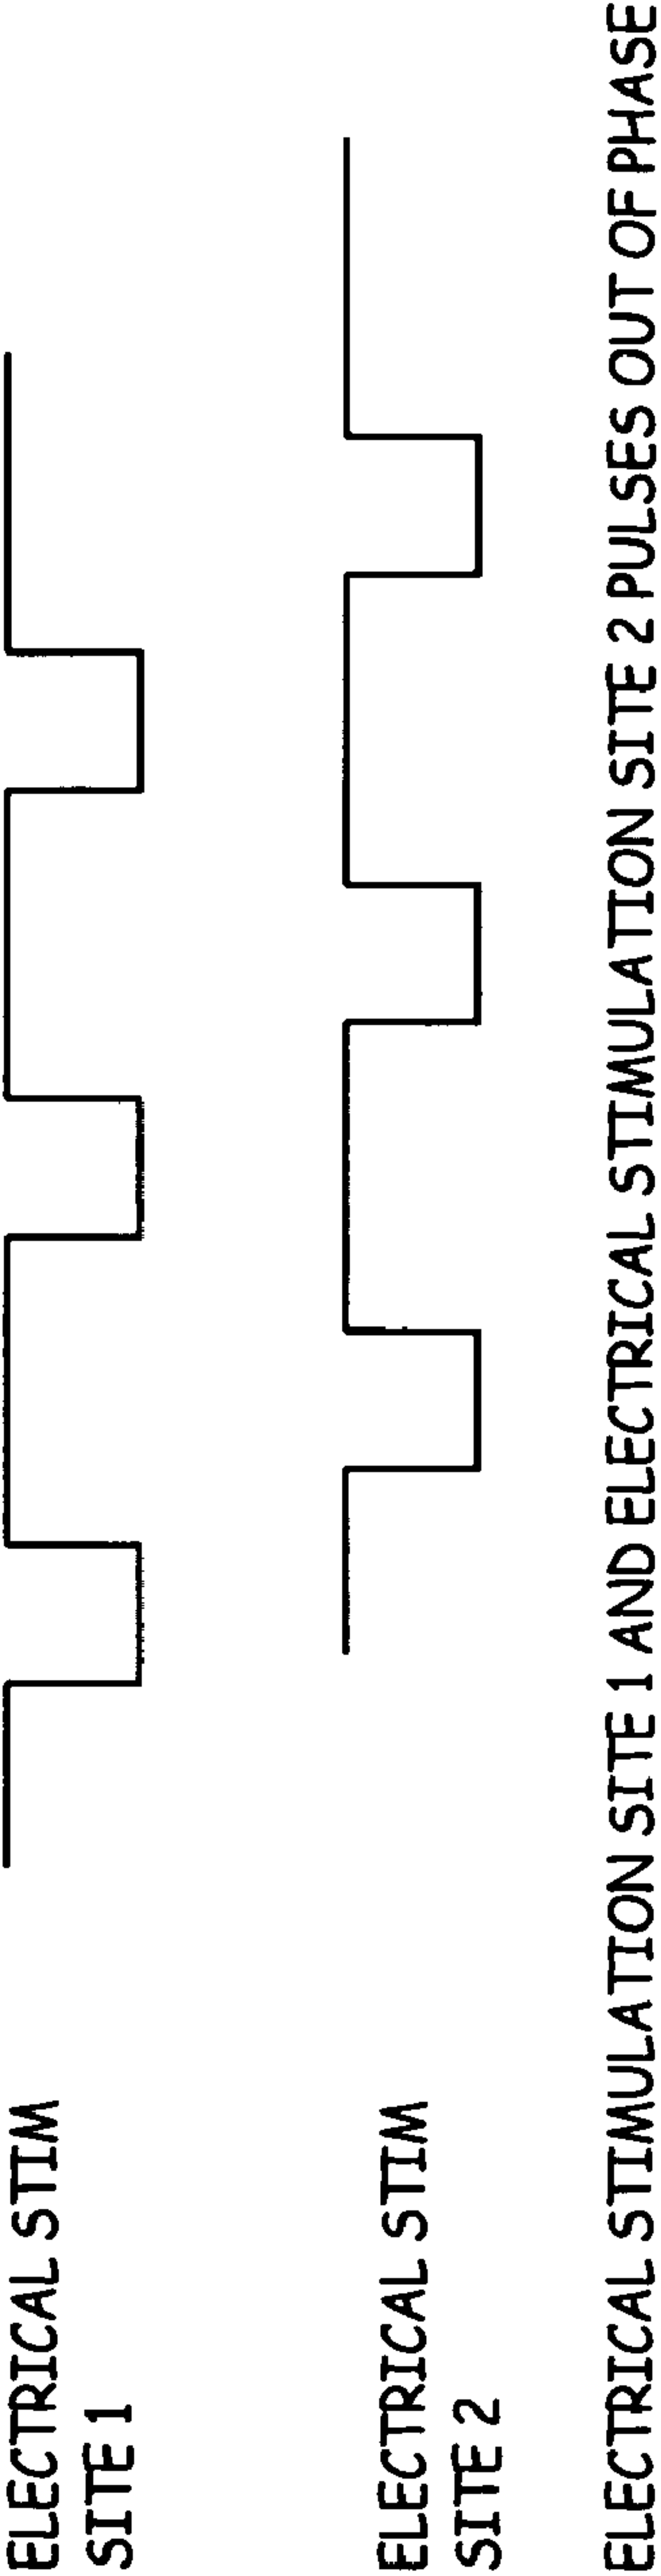 ELECTRICAL STIM
SITE 1
ELECTRICAL STIM
SITE 2
ELECTRICAL STIMULATION SITE 1 AND ELECTRICAL STIMULATION SITE 2 PULSES OUT OF PHASE